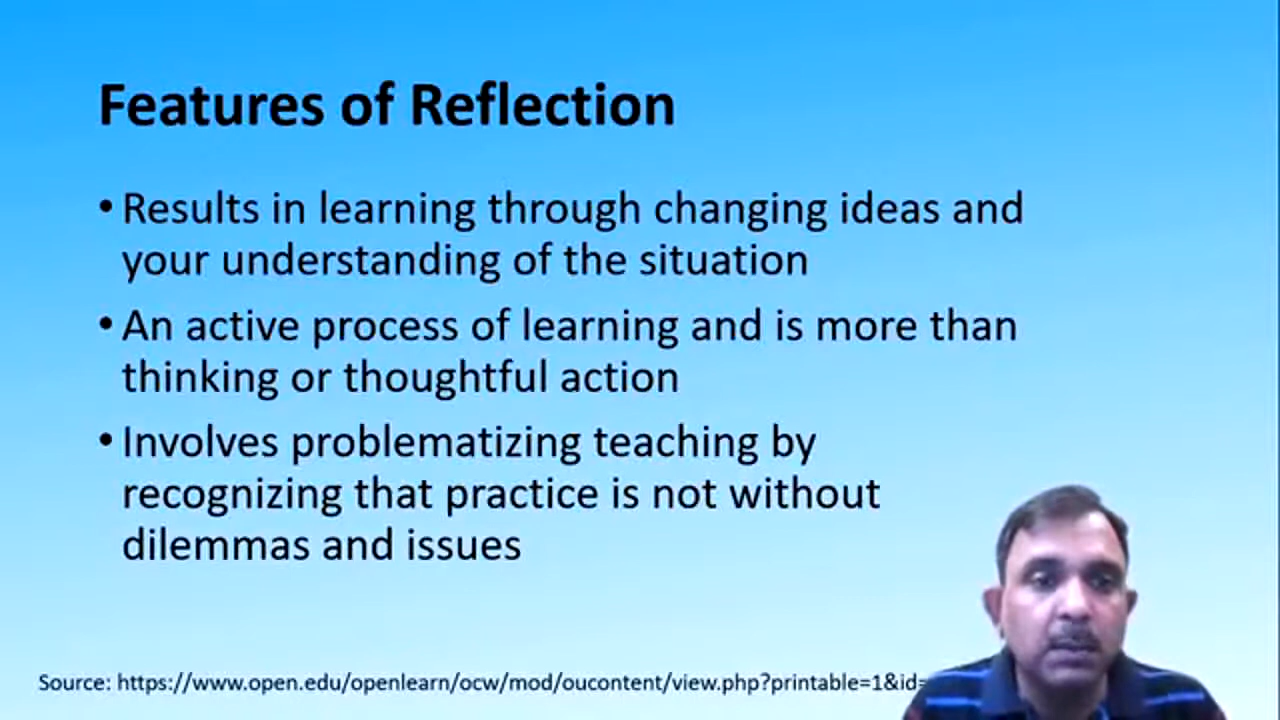 Features of Reflection
• Results in learning through changing ideas and
your understanding of the situation
• An active process of learning and is more than
thinking or thoughtful action
• Involves problematizing teaching by
recognizing that practice is not without
dilemmas and issues
Source: https://www.open.edu/openlearn/ocw/mod/oucontent/view.php?printable=1&id=